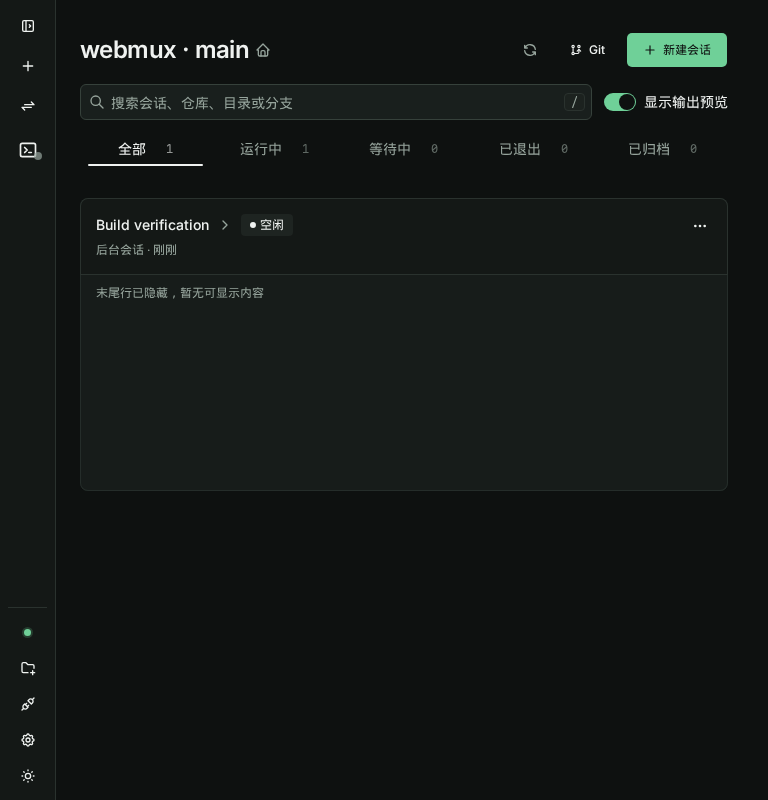 webmux · main
Git
新建会话
搜索会话、仓库、目录或分支 /
显示输出预览
全部 1 运行中 1 等待中 0 已退出 0 已归档 0
Build verification
空闲
后台会话 · 刚刚
末尾行已隐藏，暂无可显示内容